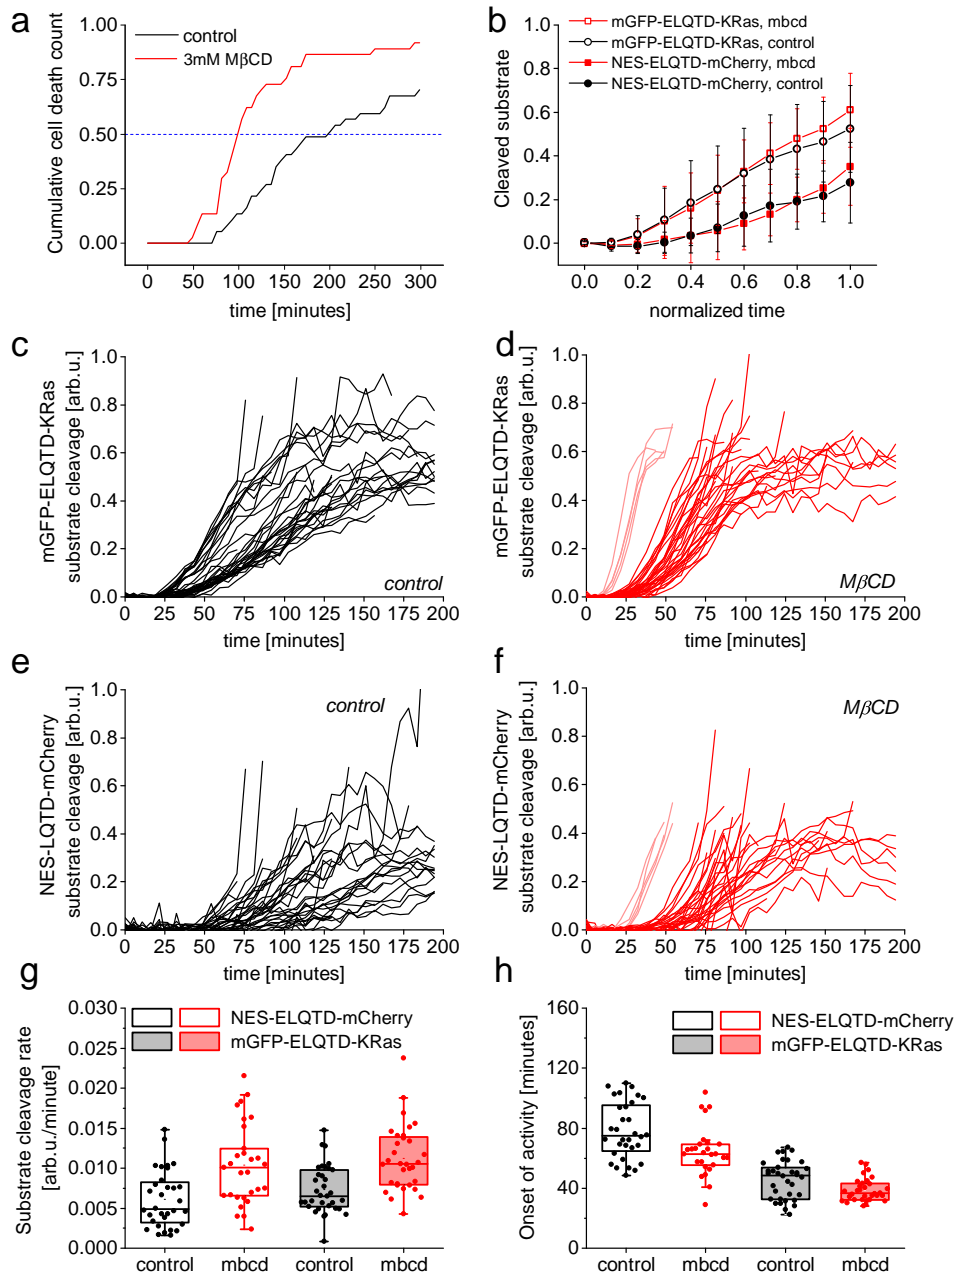 a
control
3mM MβCD
Cumulative cell death count
1.00
0.75
0.50
0.25
0.00
0 50 100 150 200 250 300
time [minutes]
b
mGFP-ELQTD-KRas, mbcd
mGFP-ELQTD-KRas, control
NES-ELQTD-mCherry, mbcd
NES-ELQTD-mCherry, control
Cleaved substrate
0.8
0.4
0.0
0.0 0.2 0.4 0.6 0.8 1.0
normalized time
c
mGFP-ELQTD-KRas
substrate cleavage [arb.u.]
1.0
0.8
0.6
0.4
0.2
0.0
control
0 25 50 75 100 125 150 175 200
time [minutes]
d
mGFP-ELQTD-KRas
substrate cleavage [arb.u.]
1.0
0.8
0.6
0.4
0.2
0.0
MβCD
0 25 50 75 100 125 150 175 200
time [minutes]
e
NES-LQTD-mCherry
substrate cleavage [arb.u.]
1.0
0.8
0.6
0.4
0.2
0.0
control
0 25 50 75 100 125 150 175 200
time [minutes]
f
NES-LQTD-mCherry
substrate cleavage [arb.u.]
1.0
0.8
0.6
0.4
0.2
0.0
MβCD
0 25 50 75 100 125 150 175 200
time [minutes]
g
Substrate cleavage rate
[arb.u./minute]
0.030
0.025
0.020
0.015
0.010
0.005
0.000
NES-ELQTD-mCherry
mGFP-ELQTD-KRas
control mbcd control mbcd
h
Onset of activity [minutes]
160
120
80
40
0
NES-ELQTD-mCherry
mGFP-ELQTD-KRas
control mbcd control mbcd